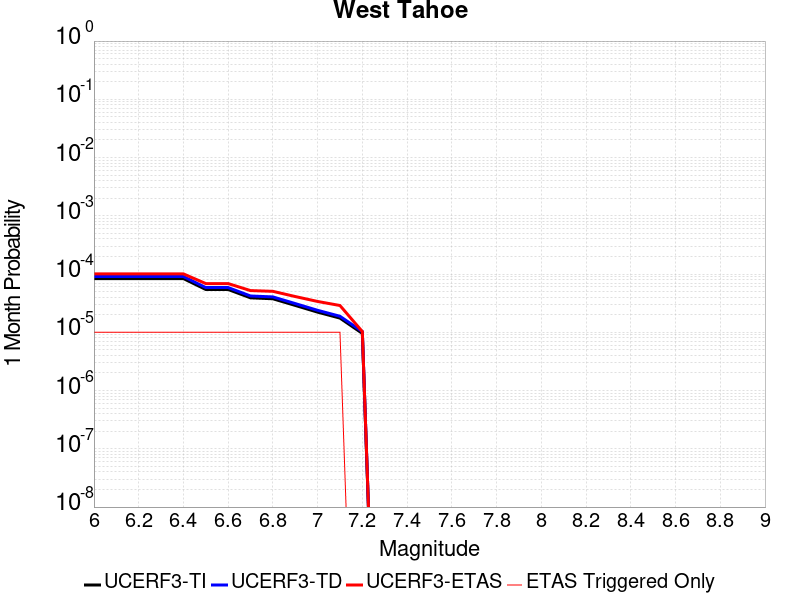 West Tahoe
10 0
10 -1
10 -2
10 -3
10 -4
10 -5
10 -6
10 -7
10 -8
1 Month Probability
6 6.2 6.4 6.6 6.8 7 7.2 7.4 7.6 7.8 8 8.2 8.4 8.6 8.8 9
Magnitude
UCERF3-TI UCERF3-TD UCERF3-ETAS ETAS Triggered Only